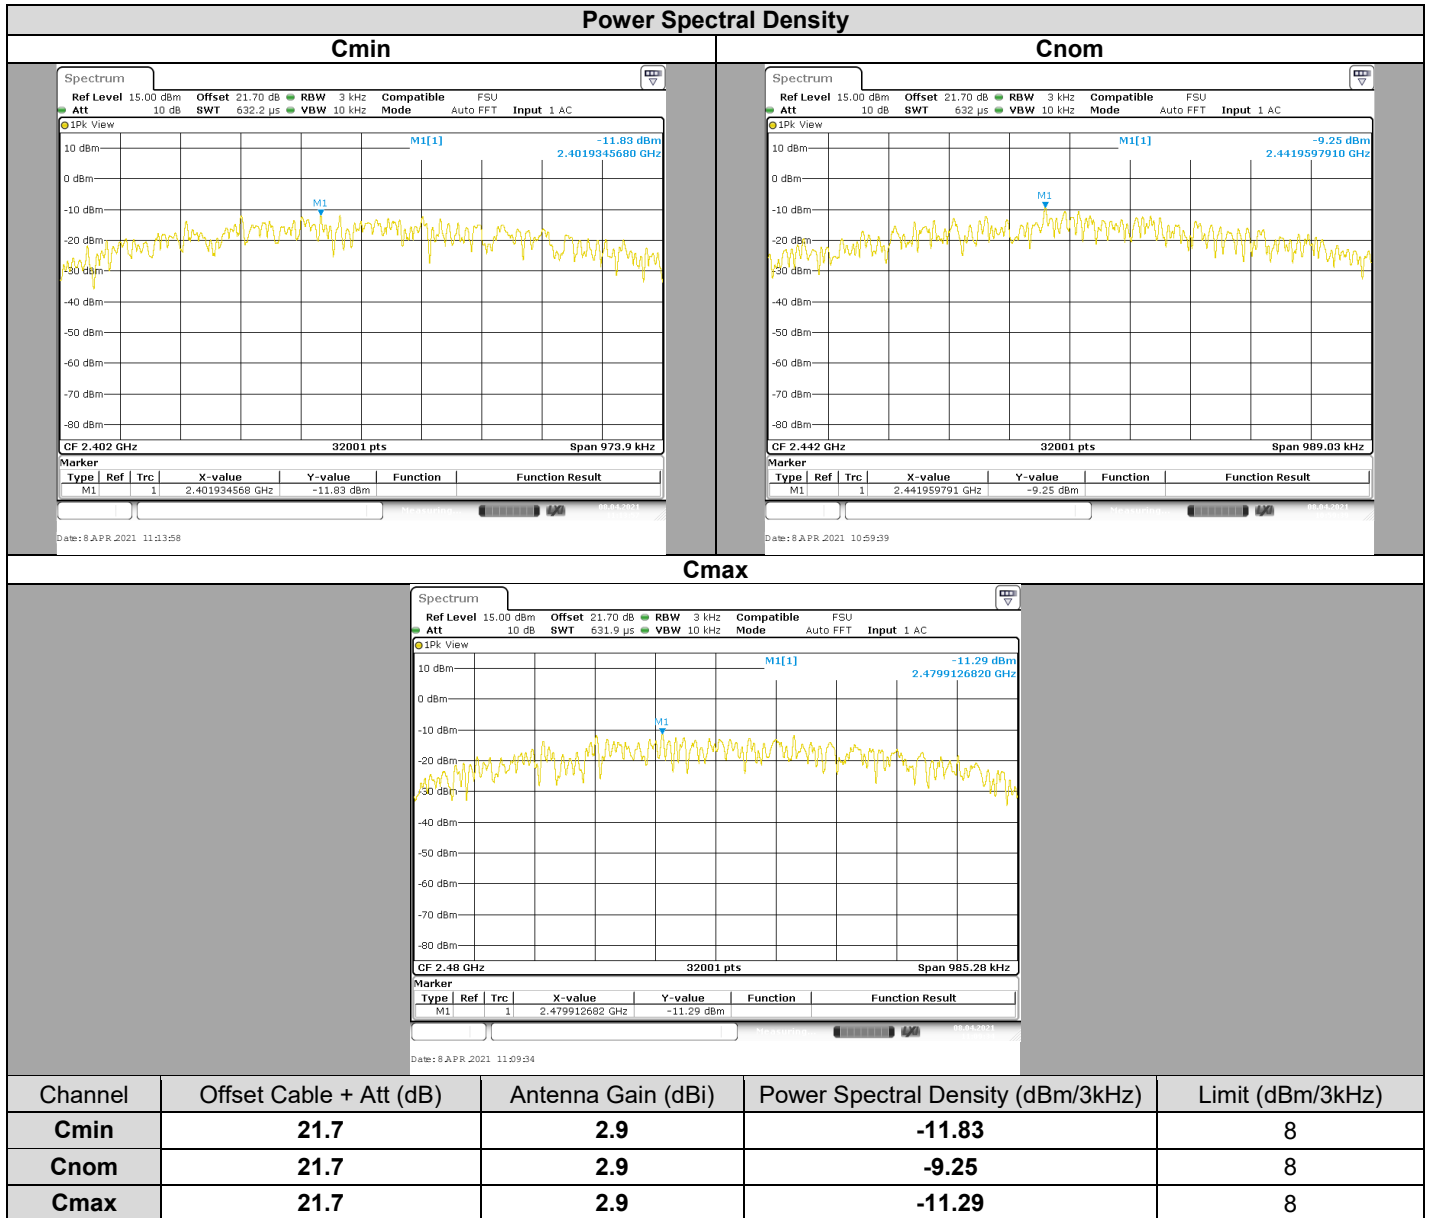 Power Spectral Density
Cmin
Cnom
Spectrum
Ref Level 15.00 dBm Offset 21.70 dB RBW 3 kHz Compatible FSU
Att 10 dB SWT 632.2 µs VBW 10 kHz Mode Auto FFT Input 1 AC
1Pk View
M1[1] -11.83 dBm
2.4019345680 GHz
10 dBm
0 dBm
M1
-10 dBm
-20 dBm
-30 dBm
-40 dBm
-50 dBm
-60 dBm
-70 dBm
-80 dBm
CF 2.402 GHz 32001 pts Span 973.9 kHz
Marker
Type Ref Trc X-value Y-value Function Function Result
M1 1 2.401934568 GHz -11.83 dBm
Measuring... 08.04.2021
Date: 8.APR.2021 11:13:58
Spectrum
Ref Level 15.00 dBm Offset 21.70 dB RBW 3 kHz Compatible FSU
Att 10 dB SWT 632 µs VBW 10 kHz Mode Auto FFT Input 1 AC
1Pk View
M1[1] -9.25 dBm
2.4419597910 GHz
10 dBm
0 dBm
M1
-10 dBm
-20 dBm
-30 dBm
-40 dBm
-50 dBm
-60 dBm
-70 dBm
-80 dBm
CF 2.442 GHz 32001 pts Span 989.03 kHz
Marker
Type Ref Trc X-value Y-value Function Function Result
M1 1 2.441959791 GHz -9.25 dBm
Measuring... 08.04.2021
Date: 8.APR.2021 10:59:39
Cmax
Spectrum
Ref Level 15.00 dBm Offset 21.70 dB RBW 3 kHz Compatible FSU
Att 10 dB SWT 631.9 µs VBW 10 kHz Mode Auto FFT Input 1 AC
1Pk View
M1[1] -11.29 dBm
2.4799126820 GHz
10 dBm
0 dBm
M1
-10 dBm
-20 dBm
-30 dBm
-40 dBm
-50 dBm
-60 dBm
-70 dBm
-80 dBm
CF 2.48 GHz 32001 pts Span 985.28 kHz
Marker
Type Ref Trc X-value Y-value Function Function Result
M1 1 2.479912682 GHz -11.29 dBm
Measuring... 08.04.2021
Date: 8.APR.2021 11:09:34
Channel Offset Cable + Att (dB) Antenna Gain (dBi) Power Spectral Density (dBm/3kHz) Limit (dBm/3kHz)
Cmin 21.7 2.9 -11.83 8
Cnom 21.7 2.9 -9.25 8
Cmax 21.7 2.9 -11.29 8